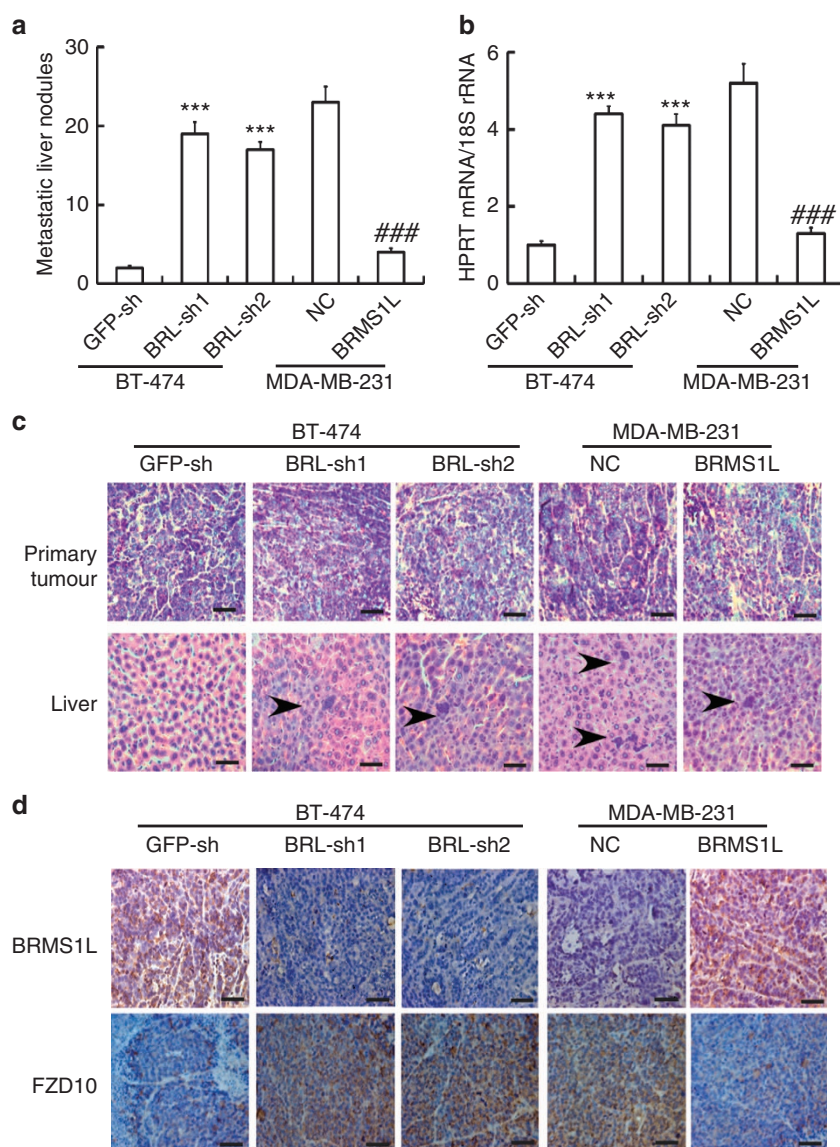 a
Metastatic liver nodules
30
20
10
0
***
***
###
GFP-sh
BRL-sh1
BRL-sh2
NC
BRMS1L
BT-474
MDA-MB-231
b
HPRT mRNA/18S rRNA
6
4
2
0
***
***
###
GFP-sh
BRL-sh1
BRL-sh2
NC
BRMS1L
BT-474
MDA-MB-231
c
BT-474
MDA-MB-231
GFP-sh
BRL-sh1
BRL-sh2
NC
BRMS1L
Primary
tumour
Liver
d
BT-474
MDA-MB-231
GFP-sh
BRL-sh1
BRL-sh2
NC
BRMS1L
BRMS1L
FZD10